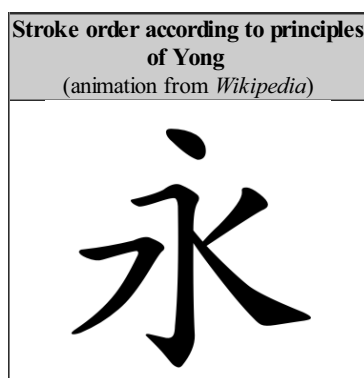 Stroke order according to principles
of Yong
(animation from Wikipedia)
永